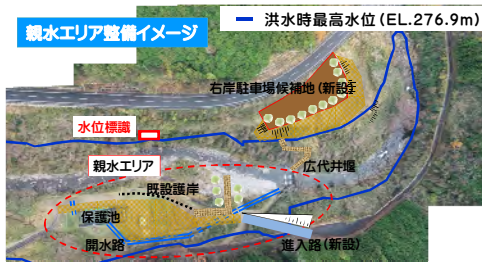 親水エリア整備イメージ
洪水時最高水位(EL.276.9m)
右岸駐車場候補地(新設)
水位標識
親水エリア
広代井堰
既設護岸
保護池
開水路
進入路(新設)